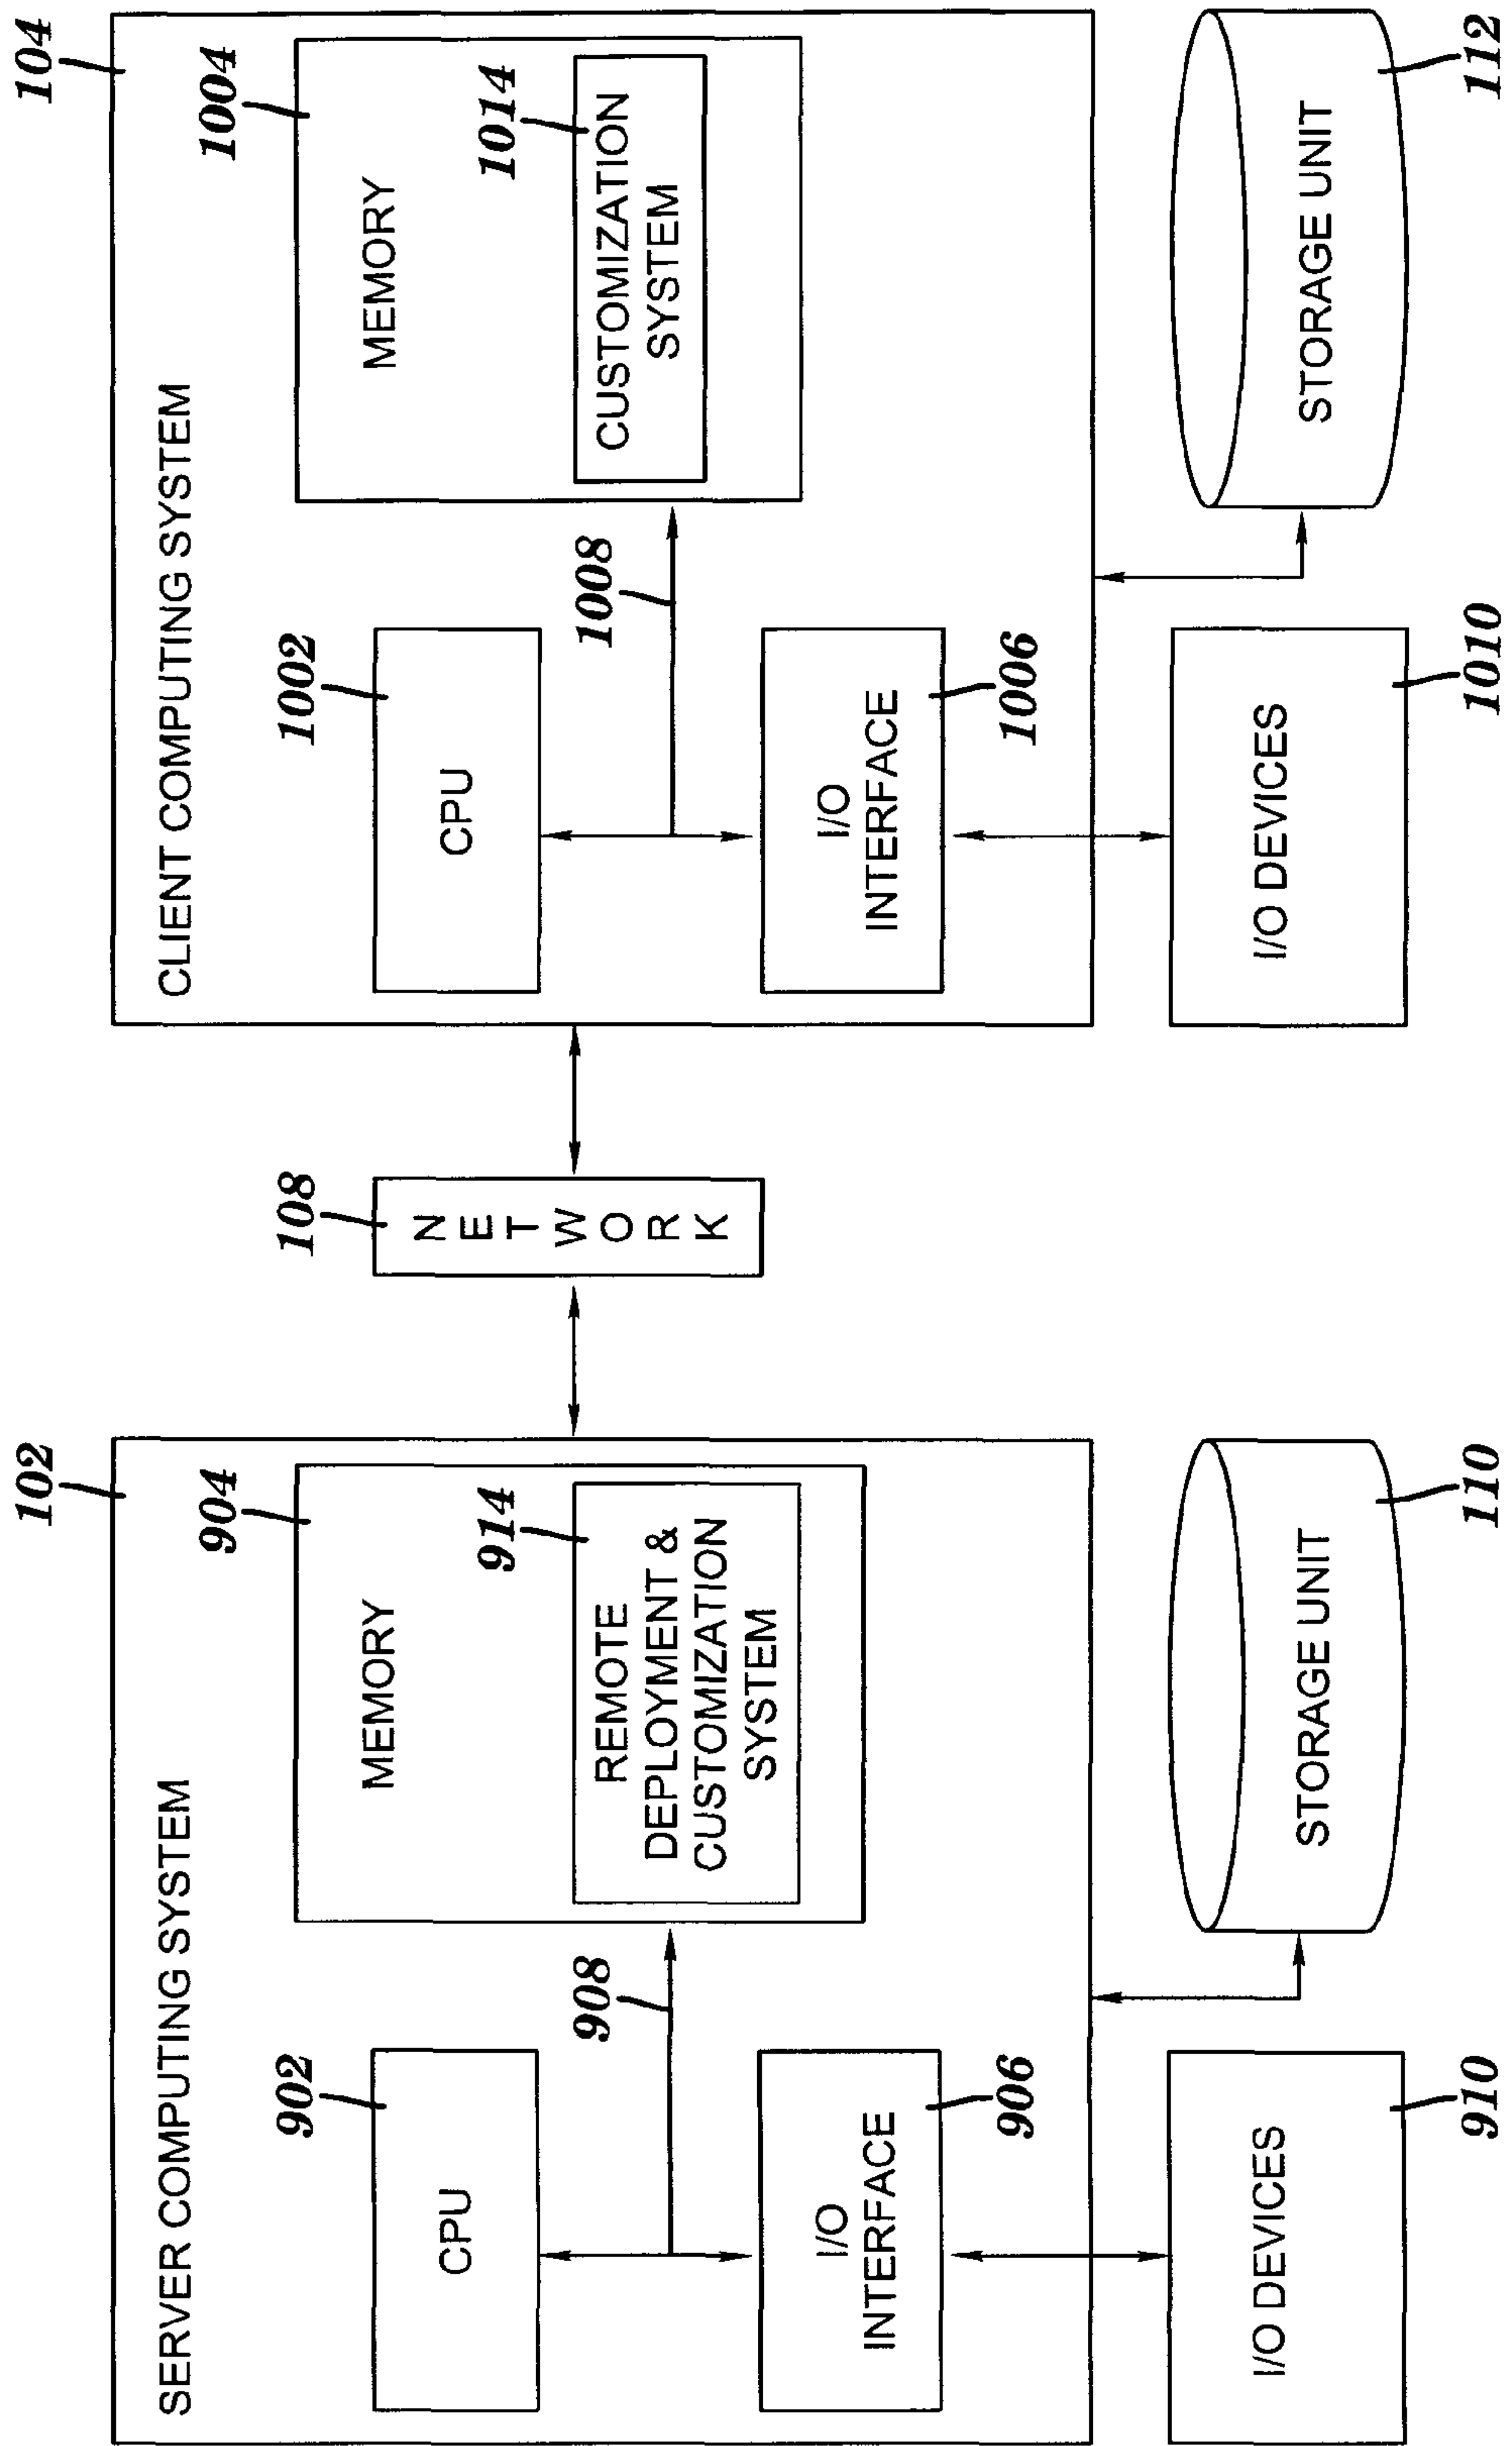 102
SERVER COMPUTING SYSTEM
904
MEMORY
902
CPU
908
914
REMOTE
DEPLOYMENT &
CUSTOMIZATION
SYSTEM
I/O
INTERFACE
906
I/O DEVICES
910
STORAGE UNIT
110
108
NETWORK
104
CLIENT COMPUTING SYSTEM
1004
MEMORY
1002
CPU
1008
1014
CUSTOMIZATION
SYSTEM
I/O
INTERFACE
1006
I/O DEVICES
1010
STORAGE UNIT
112